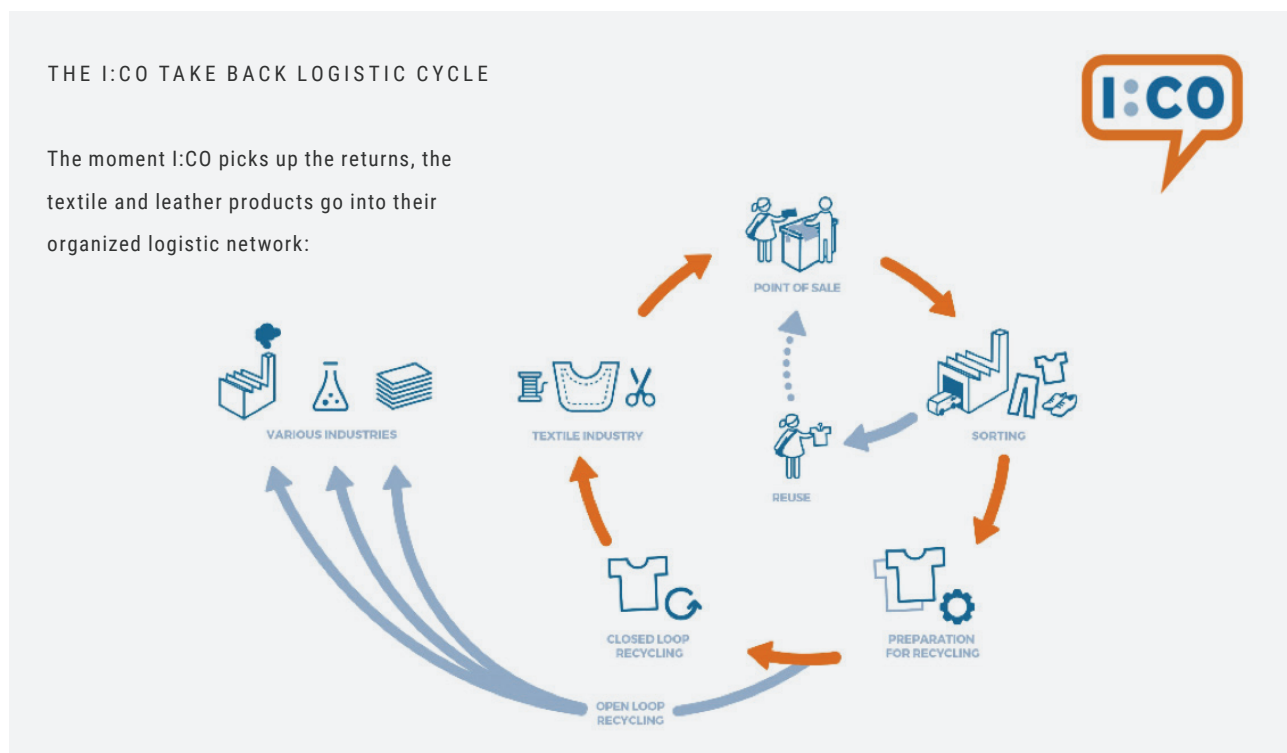 THE I:CO TAKE BACK LOGISTIC CYCLE
I:CO
The moment I:CO picks up the returns, the
textile and leather products go into their
organized logistic network:
POINT OF SALE
VARIOUS INDUSTRIES
TEXTILE INDUSTRY
SORTING
REUSE
CLOSED LOOP
RECYCLING
PREPARATION
FOR RECYCLING
OPEN LOOP
RECYCLING